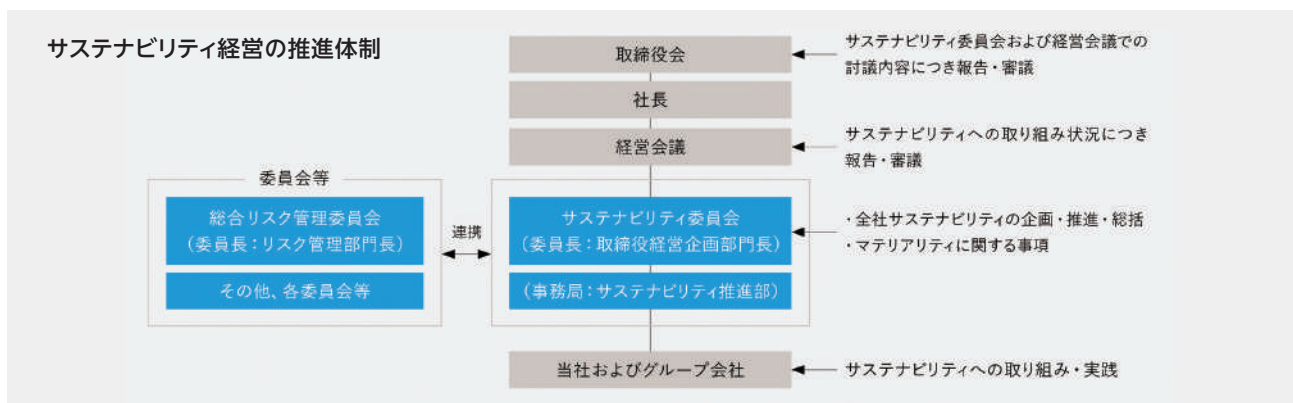 サステナビリティ経営の推進体制
取締役会
サステナビリティ委員会および経営会議での
討議内容につき報告・審議
社長
経営会議
サステナビリティへの取り組み状況につき
報告・審議
委員会等
総合リスク管理委員会
（委員長：リスク管理部門長）
その他、各委員会等
連携
サステナビリティ委員会
（委員長：取締役経営企画部門長）
（事務局：サステナビリティ推進部）
・全社サステナビリティの企画・推進・総括
・マテリアリティに関する事項
当社およびグループ会社
サステナビリティへの取り組み・実践